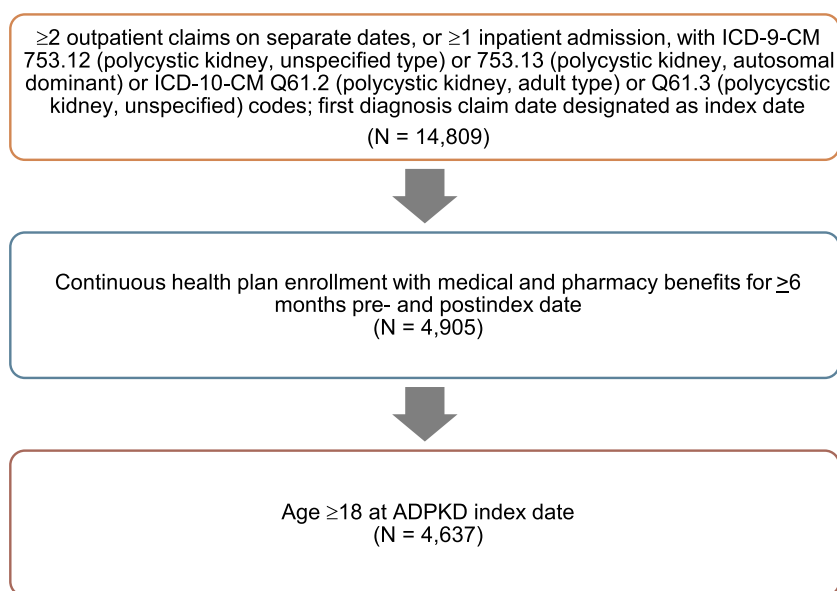 ≥2 outpatient claims on separate dates, or ≥1 inpatient admission, with ICD-9-CM
753.12 (polycystic kidney, unspecified type) or 753.13 (polycystic kidney, autosomal
dominant) or ICD-10-CM Q61.2 (polycystic kidney, adult type) or Q61.3 (polycycstic
kidney, unspecified) codes; first diagnosis claim date designated as index date
(N = 14,809)
Continuous health plan enrollment with medical and pharmacy benefits for ≥6
months pre- and postindex date
(N = 4,905)
Age ≥18 at ADPKD index date
(N = 4,637)